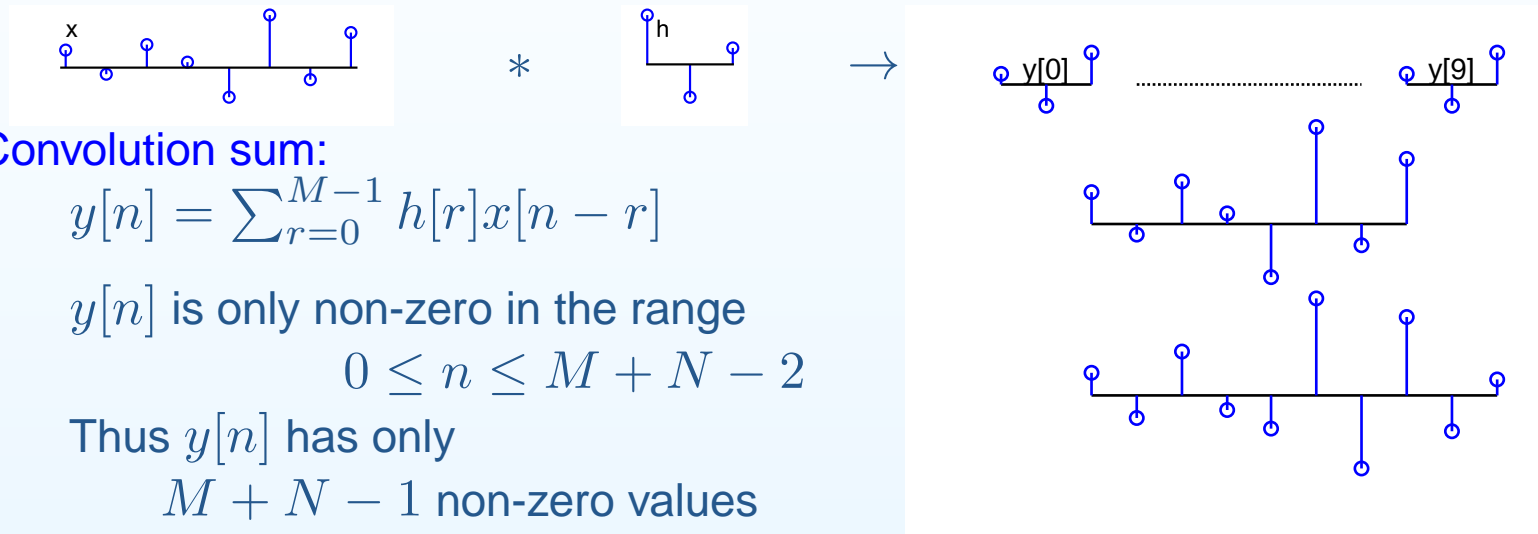 x
h
∗ →
y[0] y[9]
Convolution sum:
y[n] = ∑_{r=0}^{M−1} h[r]x[n − r]
y[n] is only non-zero in the range
0 ≤ n ≤ M + N − 2
Thus y[n] has only
M + N − 1 non-zero values